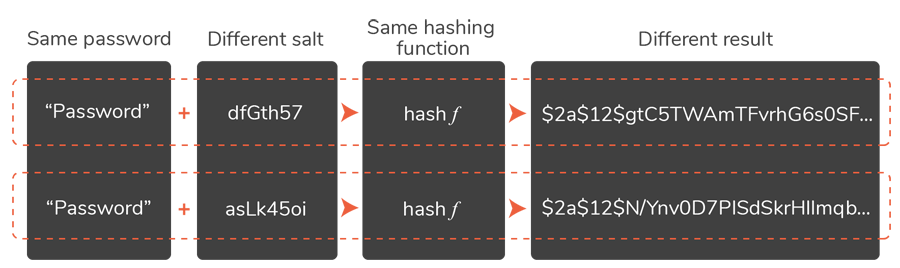 Same password
Different salt
Same hashing
function
Different result
“Password” + dfGth57 hash f $2a$12$gtC5TWAmTFvrhG6s0SF...
“Password” + asLk45oi hash f $2a$12$N/Ynv0D7PISdSkrHIlmqb...